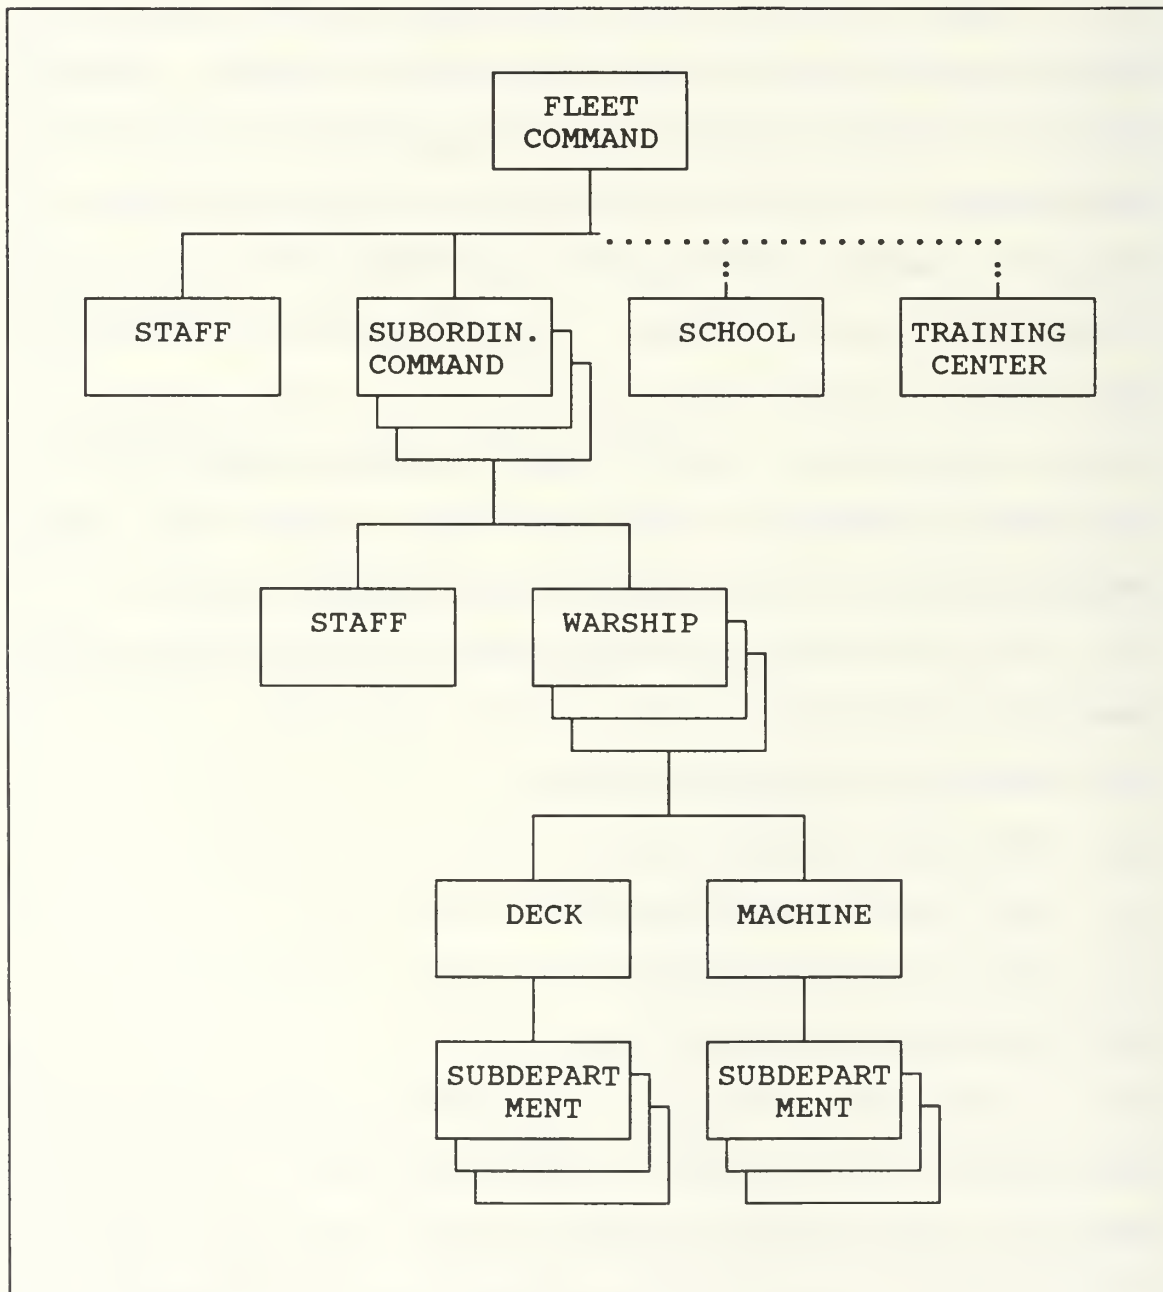 FLEET
COMMAND
STAFF
SUBORDIN.
COMMAND
SCHOOL
TRAINING
CENTER
STAFF
WARSHIP
DECK
MACHINE
SUBDEPART
MENT
SUBDEPART
MENT